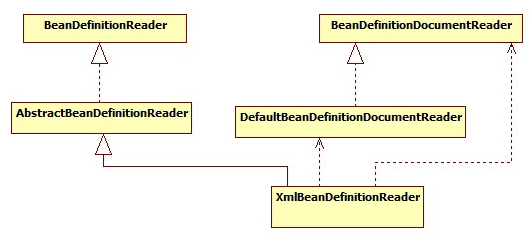 BeanDefinitionReader
BeanDefinitionDocumentReader
AbstractBeanDefinitionReader
DefaultBeanDefinitionDocumentReader
XmlBeanDefinitionReader